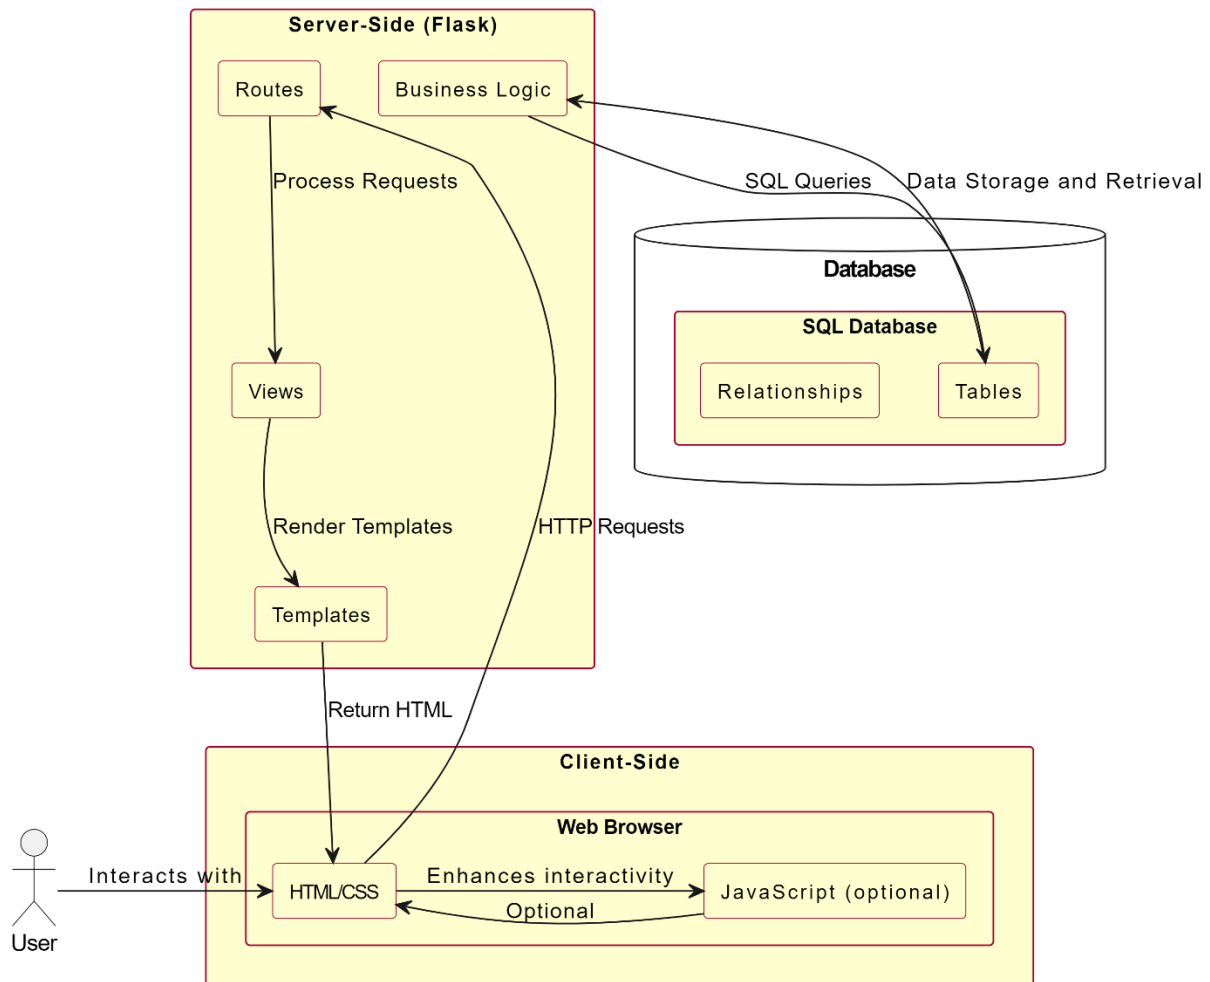 Server-Side (Flask)
Routes
Business Logic
Process Requests
SQL Queries
Data Storage and Retrieval
Database
SQL Database
Views
Relationships
Tables
Render Templates
HTTP Requests
Templates
Return HTML
Client-Side
Web Browser
Interacts with
HTML/CSS
Enhances interactivity
JavaScript (optional)
Optional
User